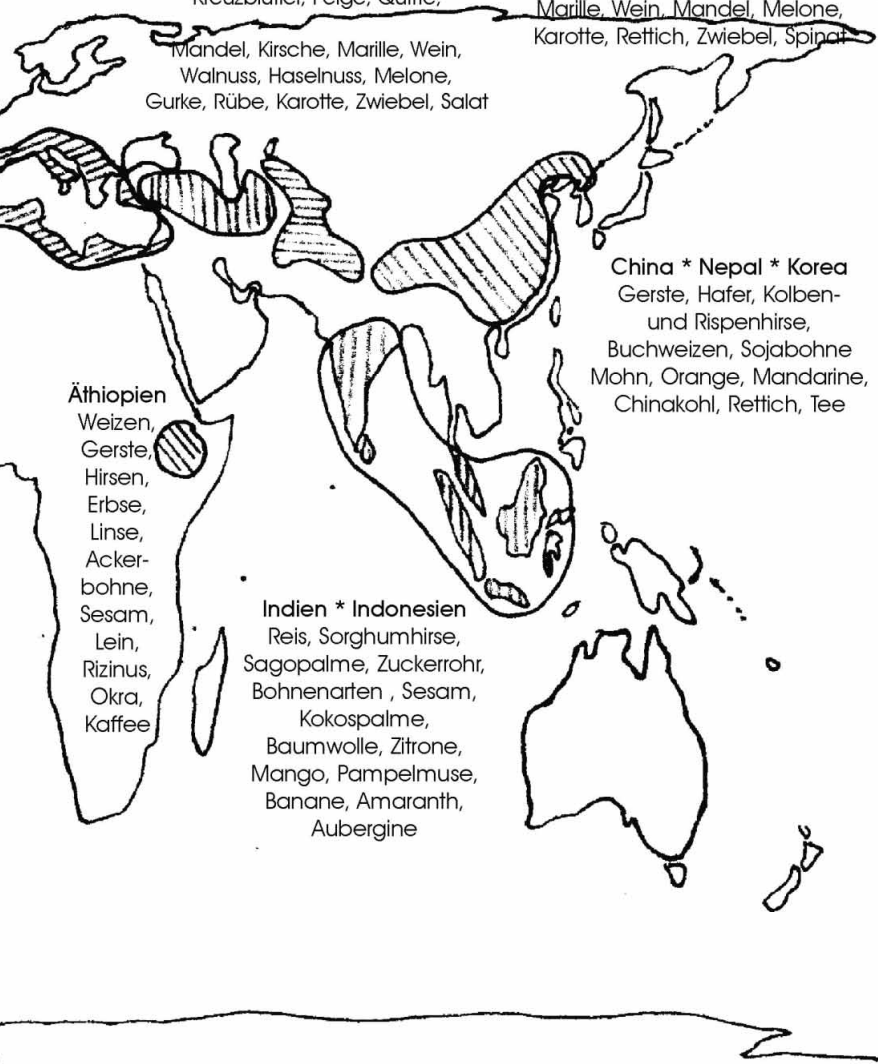 Kreuzblütler, Feige, Quitte,
Mandel, Kirsche, Marille, Wein,
Walnuss, Haselnuss, Melone,
Gurke, Rübe, Karotte, Zwiebel, Salat
Marille, Wein, Mandel, Melone,
Karotte, Rettich, Zwiebel, Spinat
China * Nepal * Korea
Gerste, Hafer, Kolben-
und Rispenhirse,
Buchweizen, Sojabohne
Mohn, Orange, Mandarine,
Chinakohl, Rettich, Tee
Äthiopien
Weizen,
Gerste,
Hirsen,
Erbse,
Linse,
Acker-
bohne,
Sesam,
Lein,
Rizinus,
Okra,
Kaffee
Indien * Indonesien
Reis, Sorghumhirse,
Sagopalme, Zuckerrohr,
Bohnenarten , Sesam,
Kokospalme,
Baumwolle, Zitrone,
Mango, Pampelmuse,
Banane, Amaranth,
Aubergine